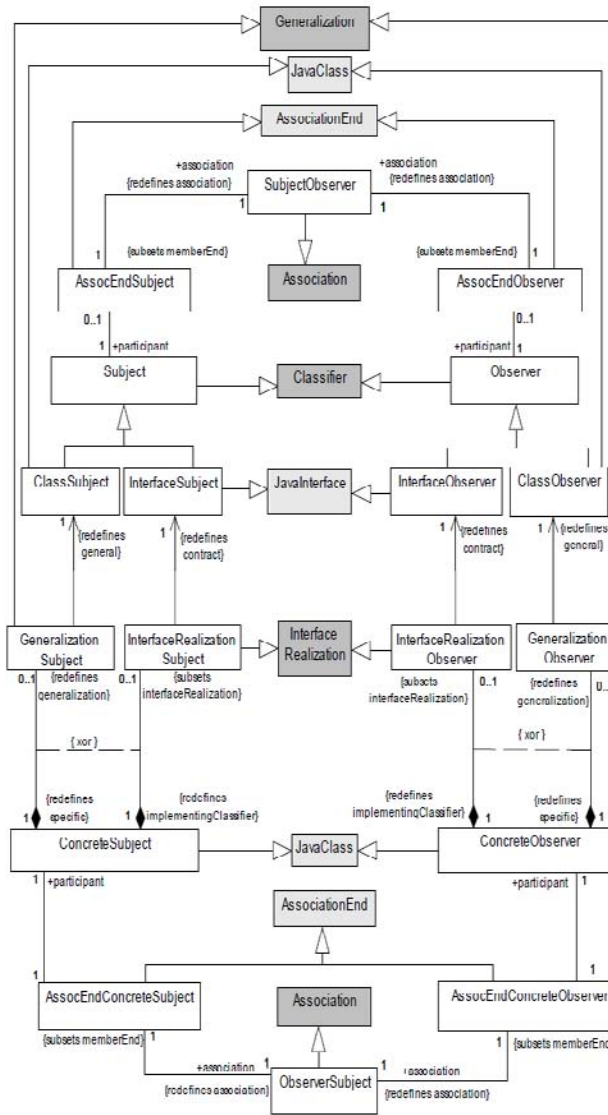 Generalization
JavaClass
AssociationEnd
+association
{redefines association}
1
SubjectObserver
+association
{redefines association}
1
1
{subsets memberEnd}
{subsets memberEnd}
1
AssocEndSubject
Association
AssocEndObserver
0..1
0..1
1
+participant
+participant
1
Subject
Classifier
Observer
ClassSubject
InterfaceSubject
JavaInterface
InterfaceObserver
ClassObserver
1
{redefines
general}
1
{redefines
contract}
1
{redefines
contract}
1
{redefines
general}
Generalization
Subject
InterfaceRealization
Subject
Interface
Realization
InterfaceRealization
Observer
Generalization
Observer
0..1
{redefines
generalization}
0..1
{subsets
interfaceRealization}
{subsets
interfaceRealization}
0..1
{redefines
generalization}
0..
{ xor }
{ xor }
1
{redefines
specific}
1
{redefines
implementingClassifier}
{redefines
implementingClassifier}
1
{redefines
specific}
1
ConcreteSubject
JavaClass
ConcreteObserver
1
+participant
+participant
1
AssociationEnd
1
1
AssocEndConcreteSubject
Association
AssocEndConcreteObserver
{subsets memberEnd}
1
1
{subsets memberEnd
+association
1
{redefines association}
ObserverSubject
1
+association
{redefines association}